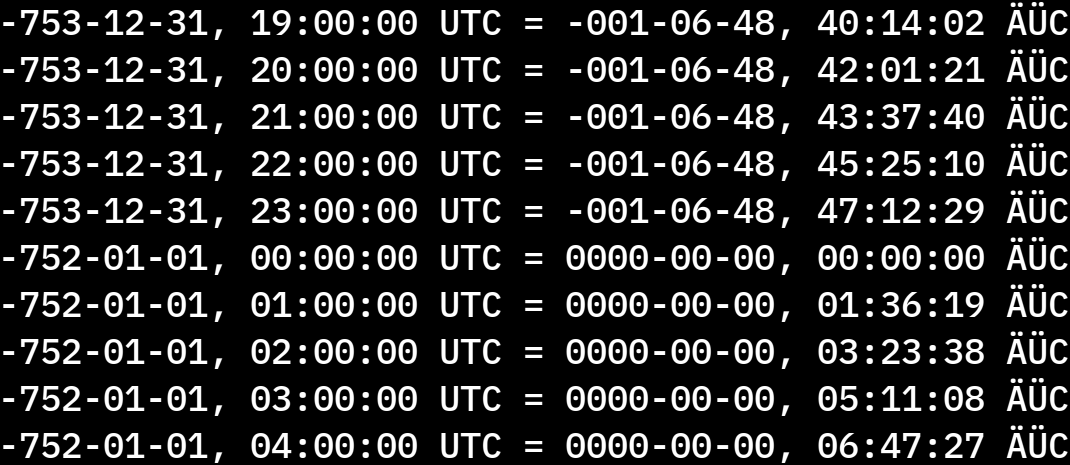 -753-12-31, 19:00:00 UTC = -001-06-48, 40:14:02 ÄÜC
-753-12-31, 20:00:00 UTC = -001-06-48, 42:01:21 ÄÜC
-753-12-31, 21:00:00 UTC = -001-06-48, 43:37:40 ÄÜC
-753-12-31, 22:00:00 UTC = -001-06-48, 45:25:10 ÄÜC
-753-12-31, 23:00:00 UTC = -001-06-48, 47:12:29 ÄÜC
-752-01-01, 00:00:00 UTC = 0000-00-00, 00:00:00 ÄÜC
-752-01-01, 01:00:00 UTC = 0000-00-00, 01:36:19 ÄÜC
-752-01-01, 02:00:00 UTC = 0000-00-00, 03:23:38 ÄÜC
-752-01-01, 03:00:00 UTC = 0000-00-00, 05:11:08 ÄÜC
-752-01-01, 04:00:00 UTC = 0000-00-00, 06:47:27 ÄÜC